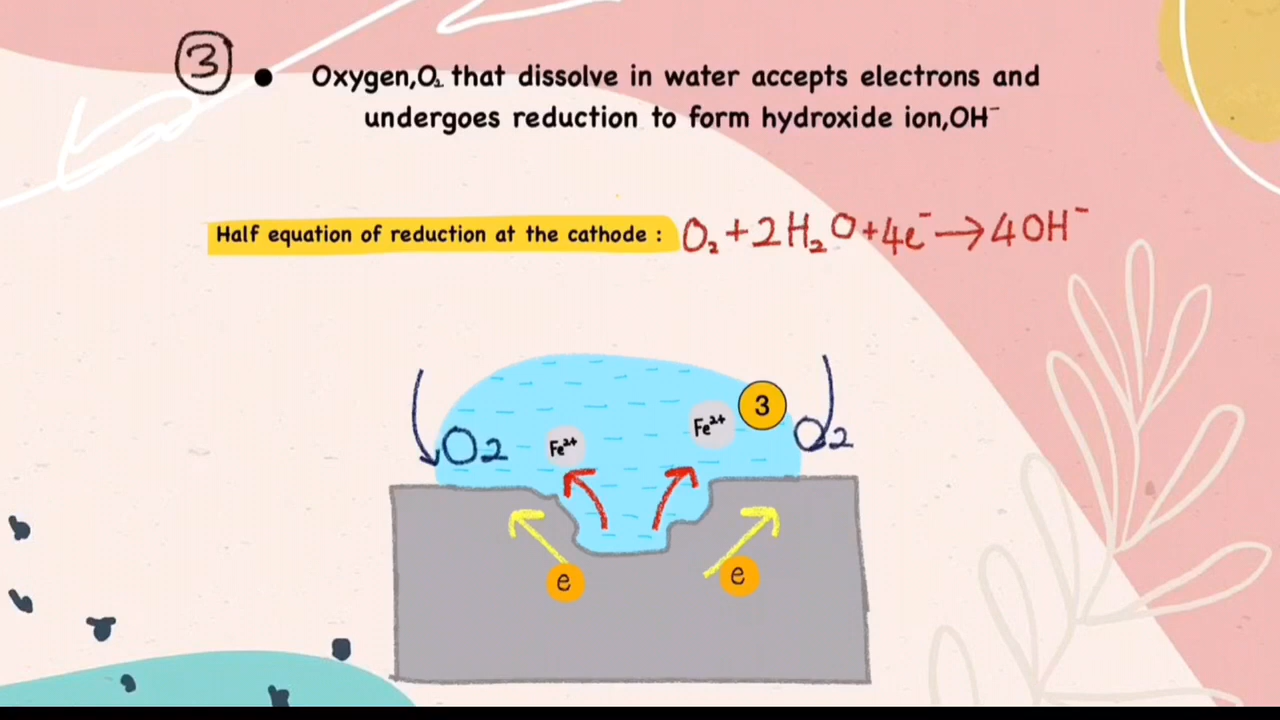 ③ ● Oxygen,O₂ that dissolve in water accepts electrons and
undergoes reduction to form hydroxide ion,OH⁻
Half equation of reduction at the cathode : O₂+2H₂O+4e⁻→4OH⁻
3
Fe²⁺
O₂ Fe²⁺ O₂
e e